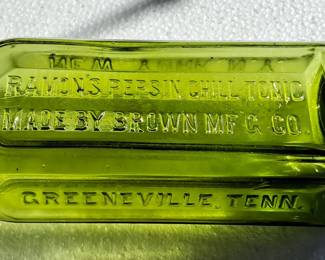 RAMON'S PEPSIN CHILL TONIC
MADE BY BROWN MF'G. CO.
GREENEVILLE, TENN.